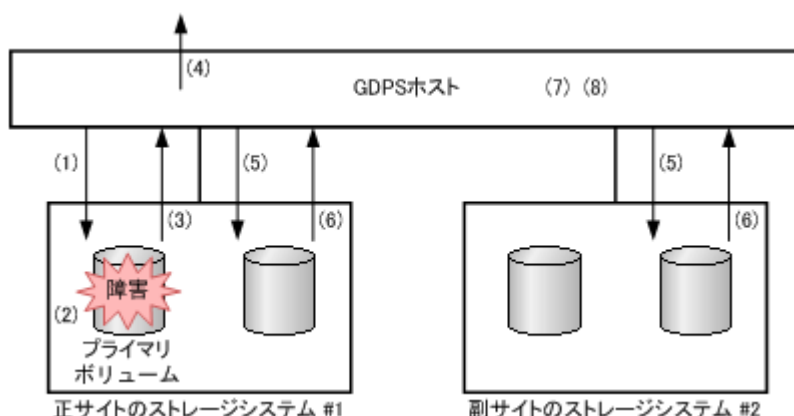 (4)
GDPSホスト
(7) (8)
(1)
(5)
(5)
(3)
(6)
(6)
障害
(2)
プライマリ
ボリューム
正サイトのストレージシステム #1
副サイトのストレージシステム #2